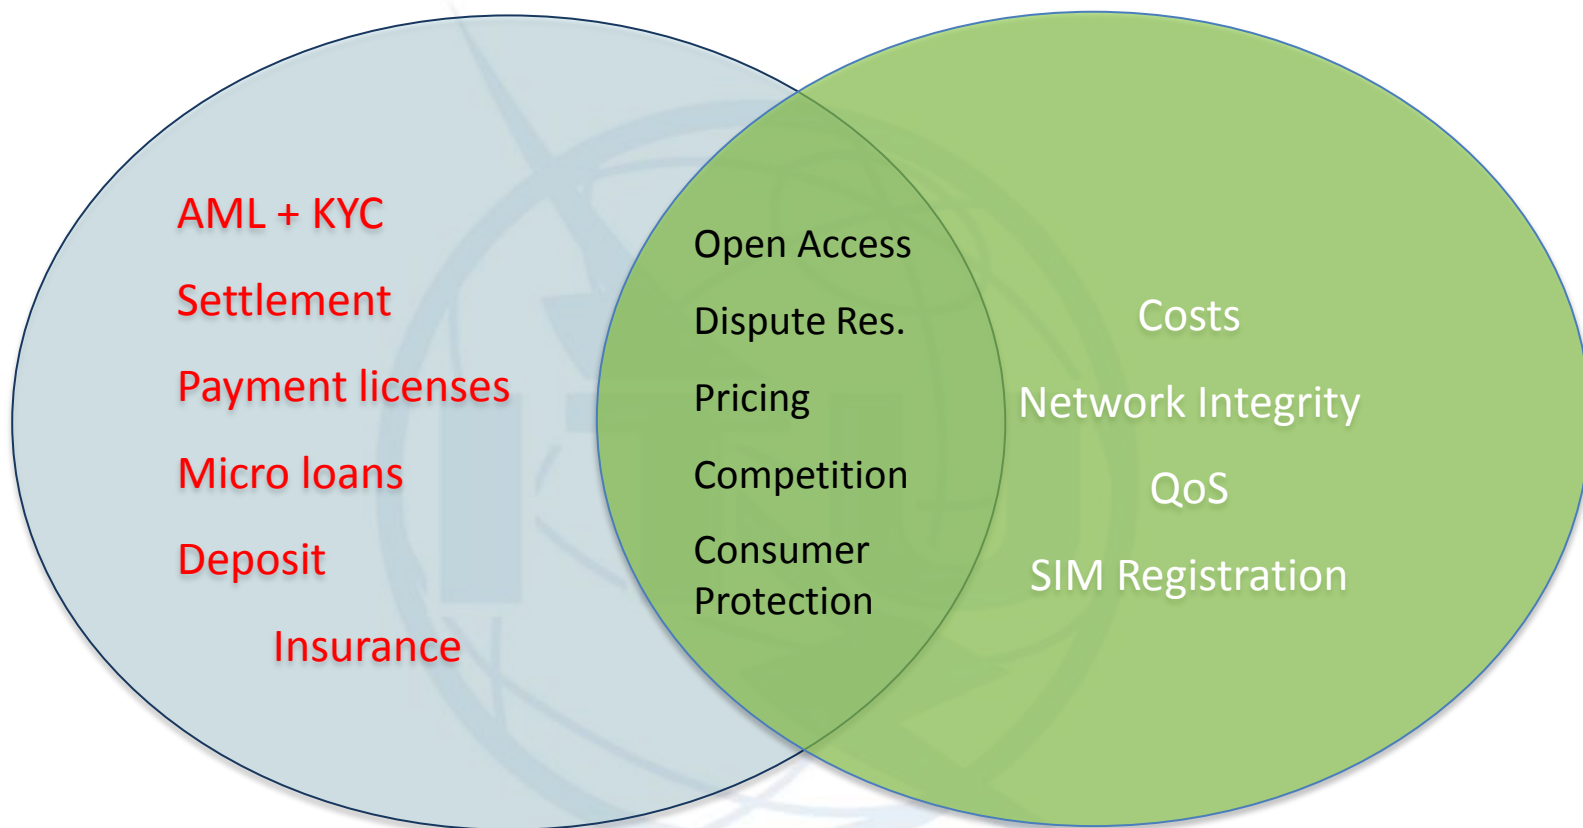 AML + KYC
Settlement
Payment licenses
Micro loans
Deposit
Insurance
Open Access
Dispute Res.
Pricing
Competition
Consumer
Protection
Costs
Network Integrity
QoS
SIM Registration
ITU